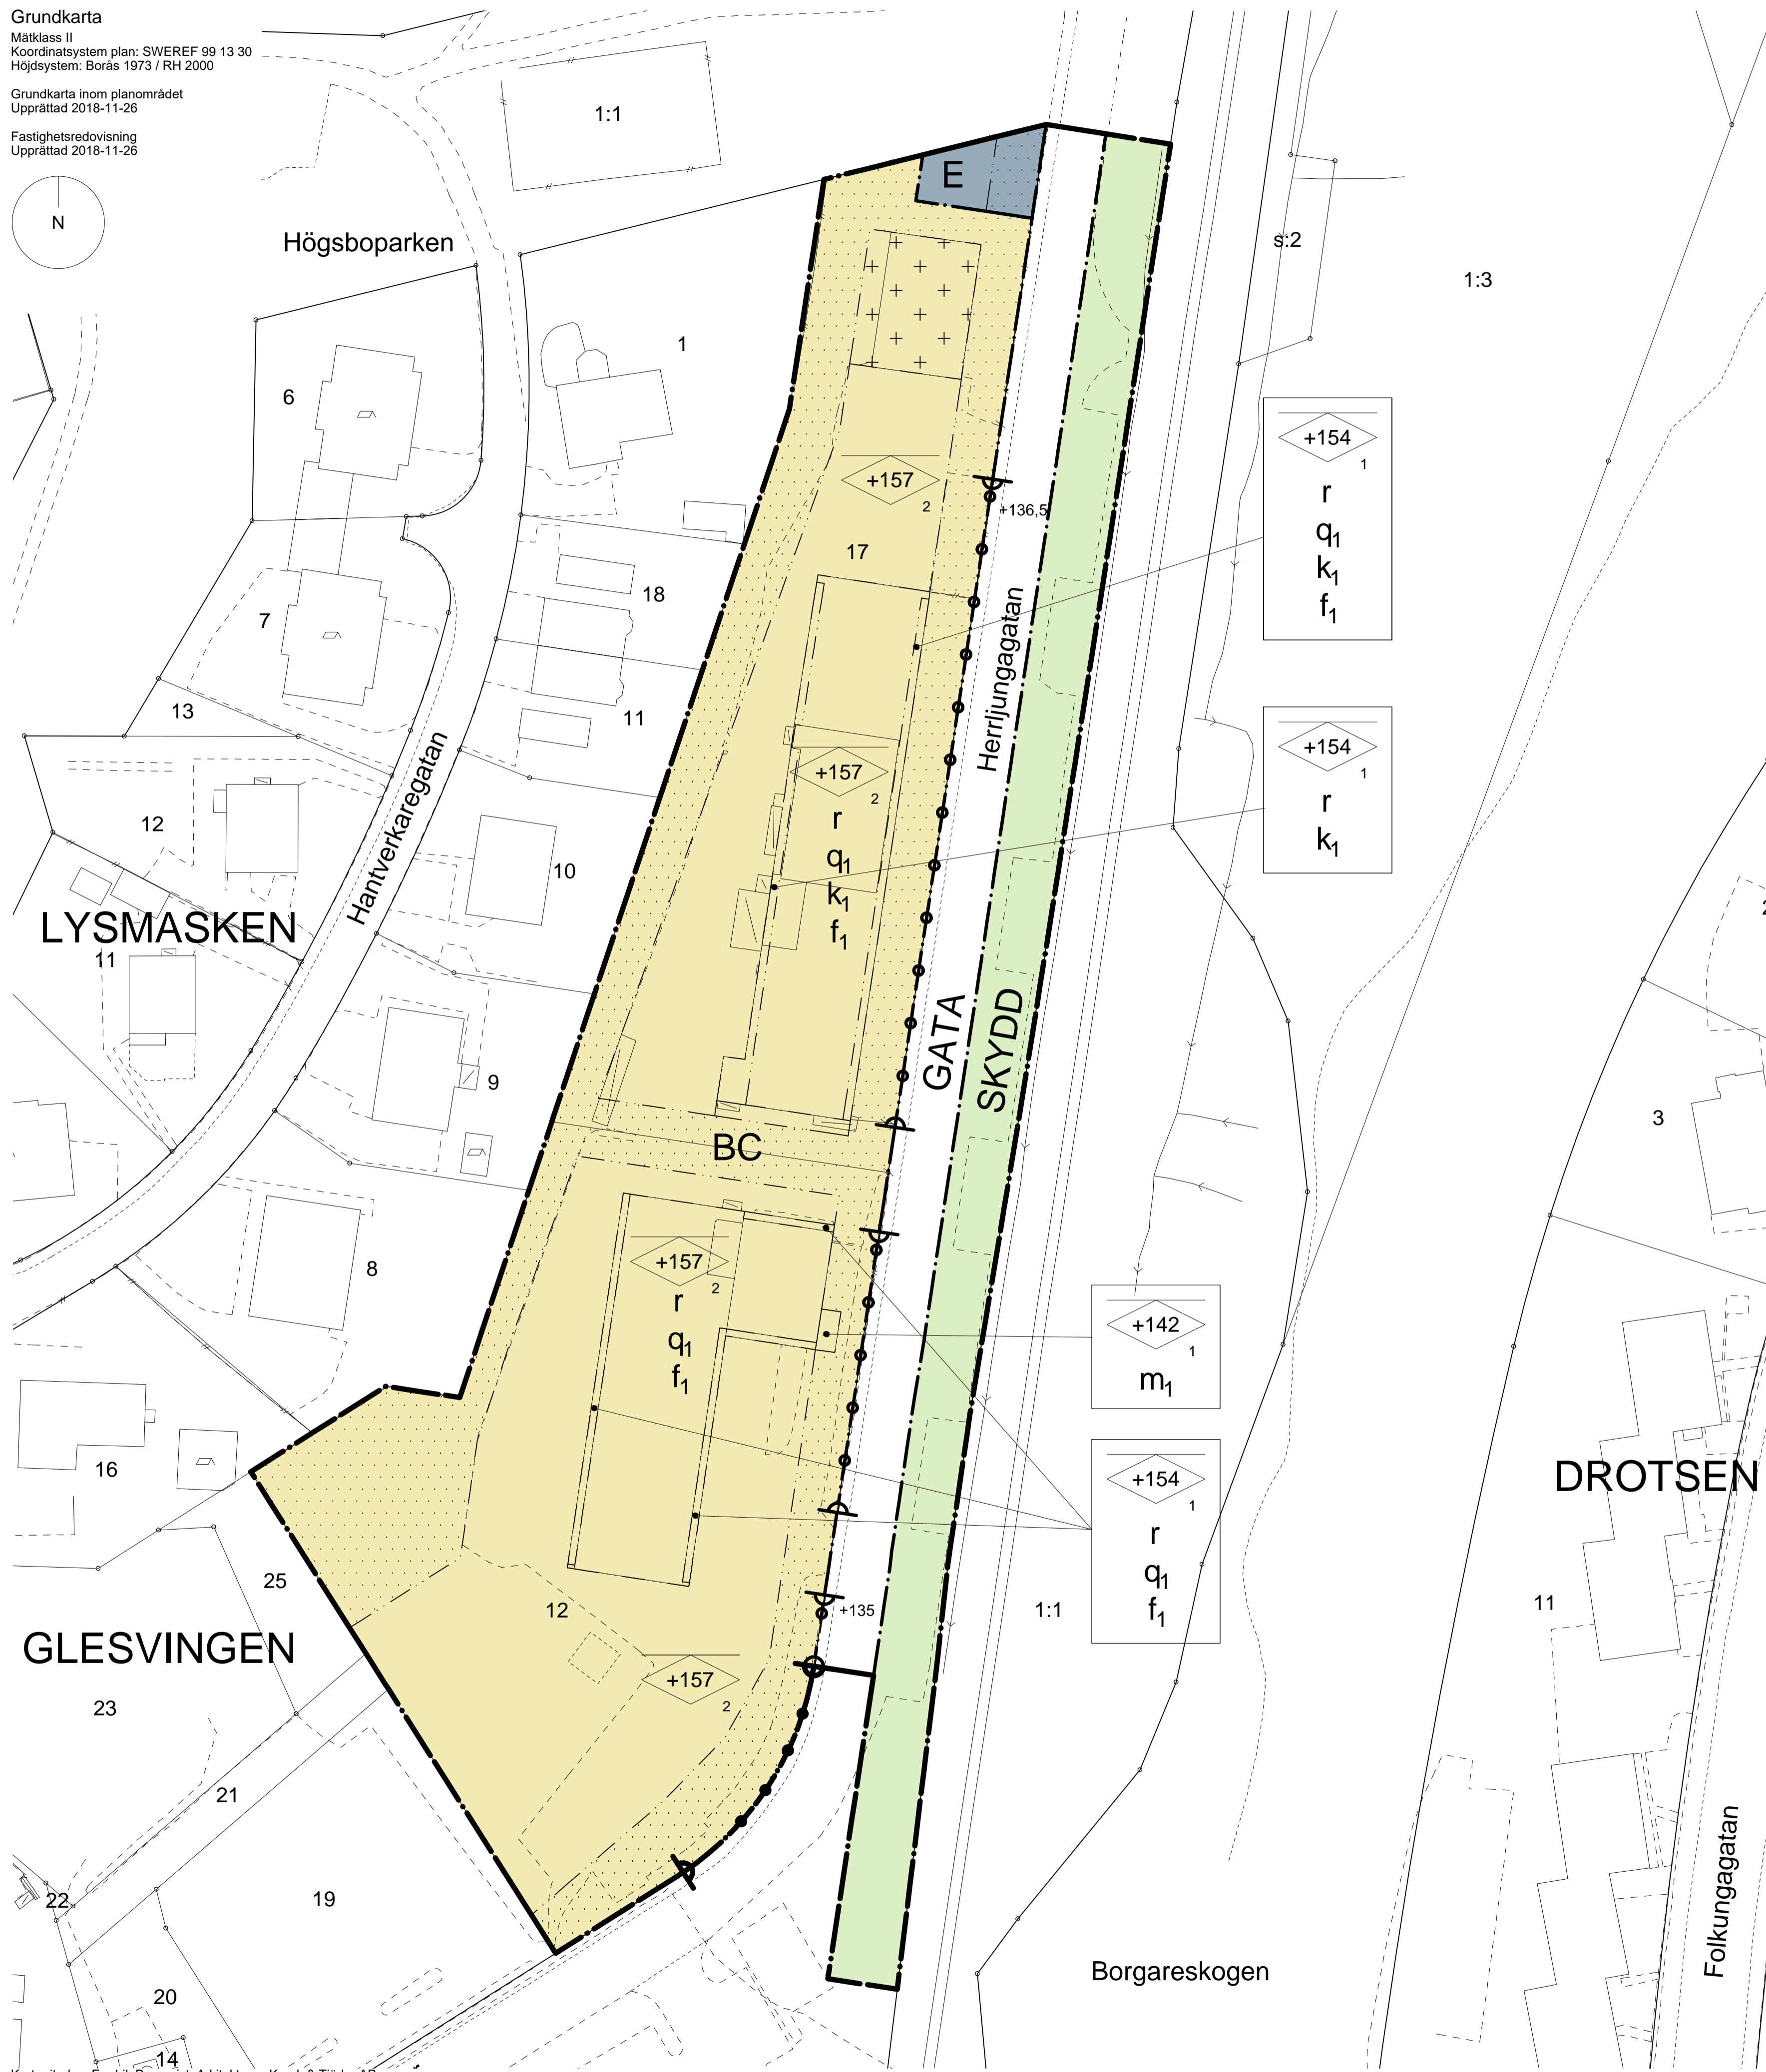 Grundkarta
Mätklass II
Koordinatsystem plan: SWEREF 99 13 30
Höjdsystem: Borås 1973 / RH 2000
Grundkarta inom planområdet
Upprättad 2018-11-26
Fastighetsredovisning
Upprättad 2018-11-26
N
1:1
E
Högsboparken
s:2
1:3
1
6
+154
1
r
q1
k1
f1
+157
2
+136,5
17
18
7
Herrljungagatan
13
11
+154
1
r
k1
Hantverkaregatan
+157
2
r
q1
k1
f1
12
10
LYSMASKEN
11
GATA
SKYDD
9
3
BC
8
+157
2
r
q1
f1
+142
1
m1
16
+154
1
r
q1
f1
DROTSEN
25
12
+135
1:1
11
GLESVINGEN
23
+157
2
21
22
19
Folkungagatan
Borgareskogen
20
14